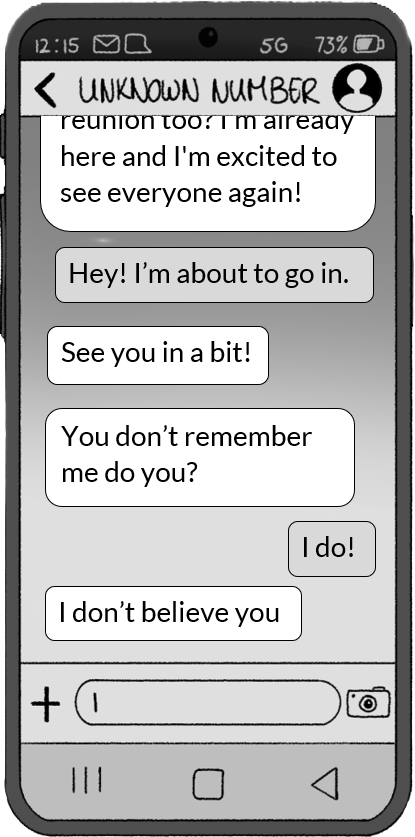 12:15 5G 73%
UNKNOWN NUMBER
reunion too? I'm already
here and I'm excited to
see everyone again!
Hey! I’m about to go in.
See you in a bit!
You don’t remember
me do you?
I do!
I don’t believe you